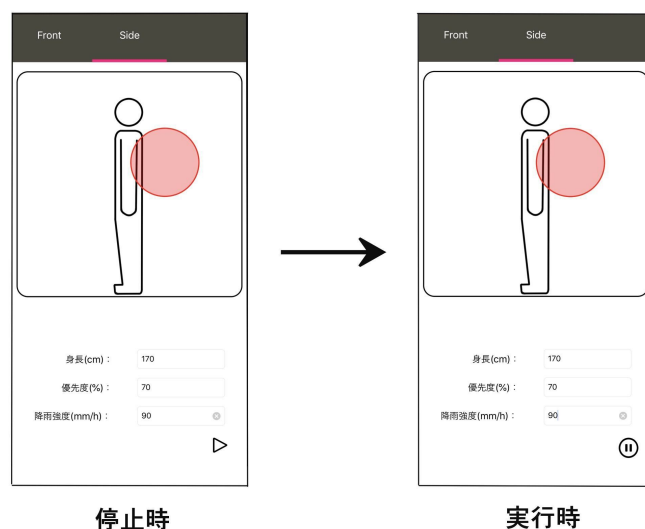 Front Side
身長(cm)： 170
優先度(%)： 70
降雨強度(mm/h)： 90
停止時
Front Side
身長(cm)： 170
優先度(%)： 70
降雨強度(mm/h)： 90
実行時